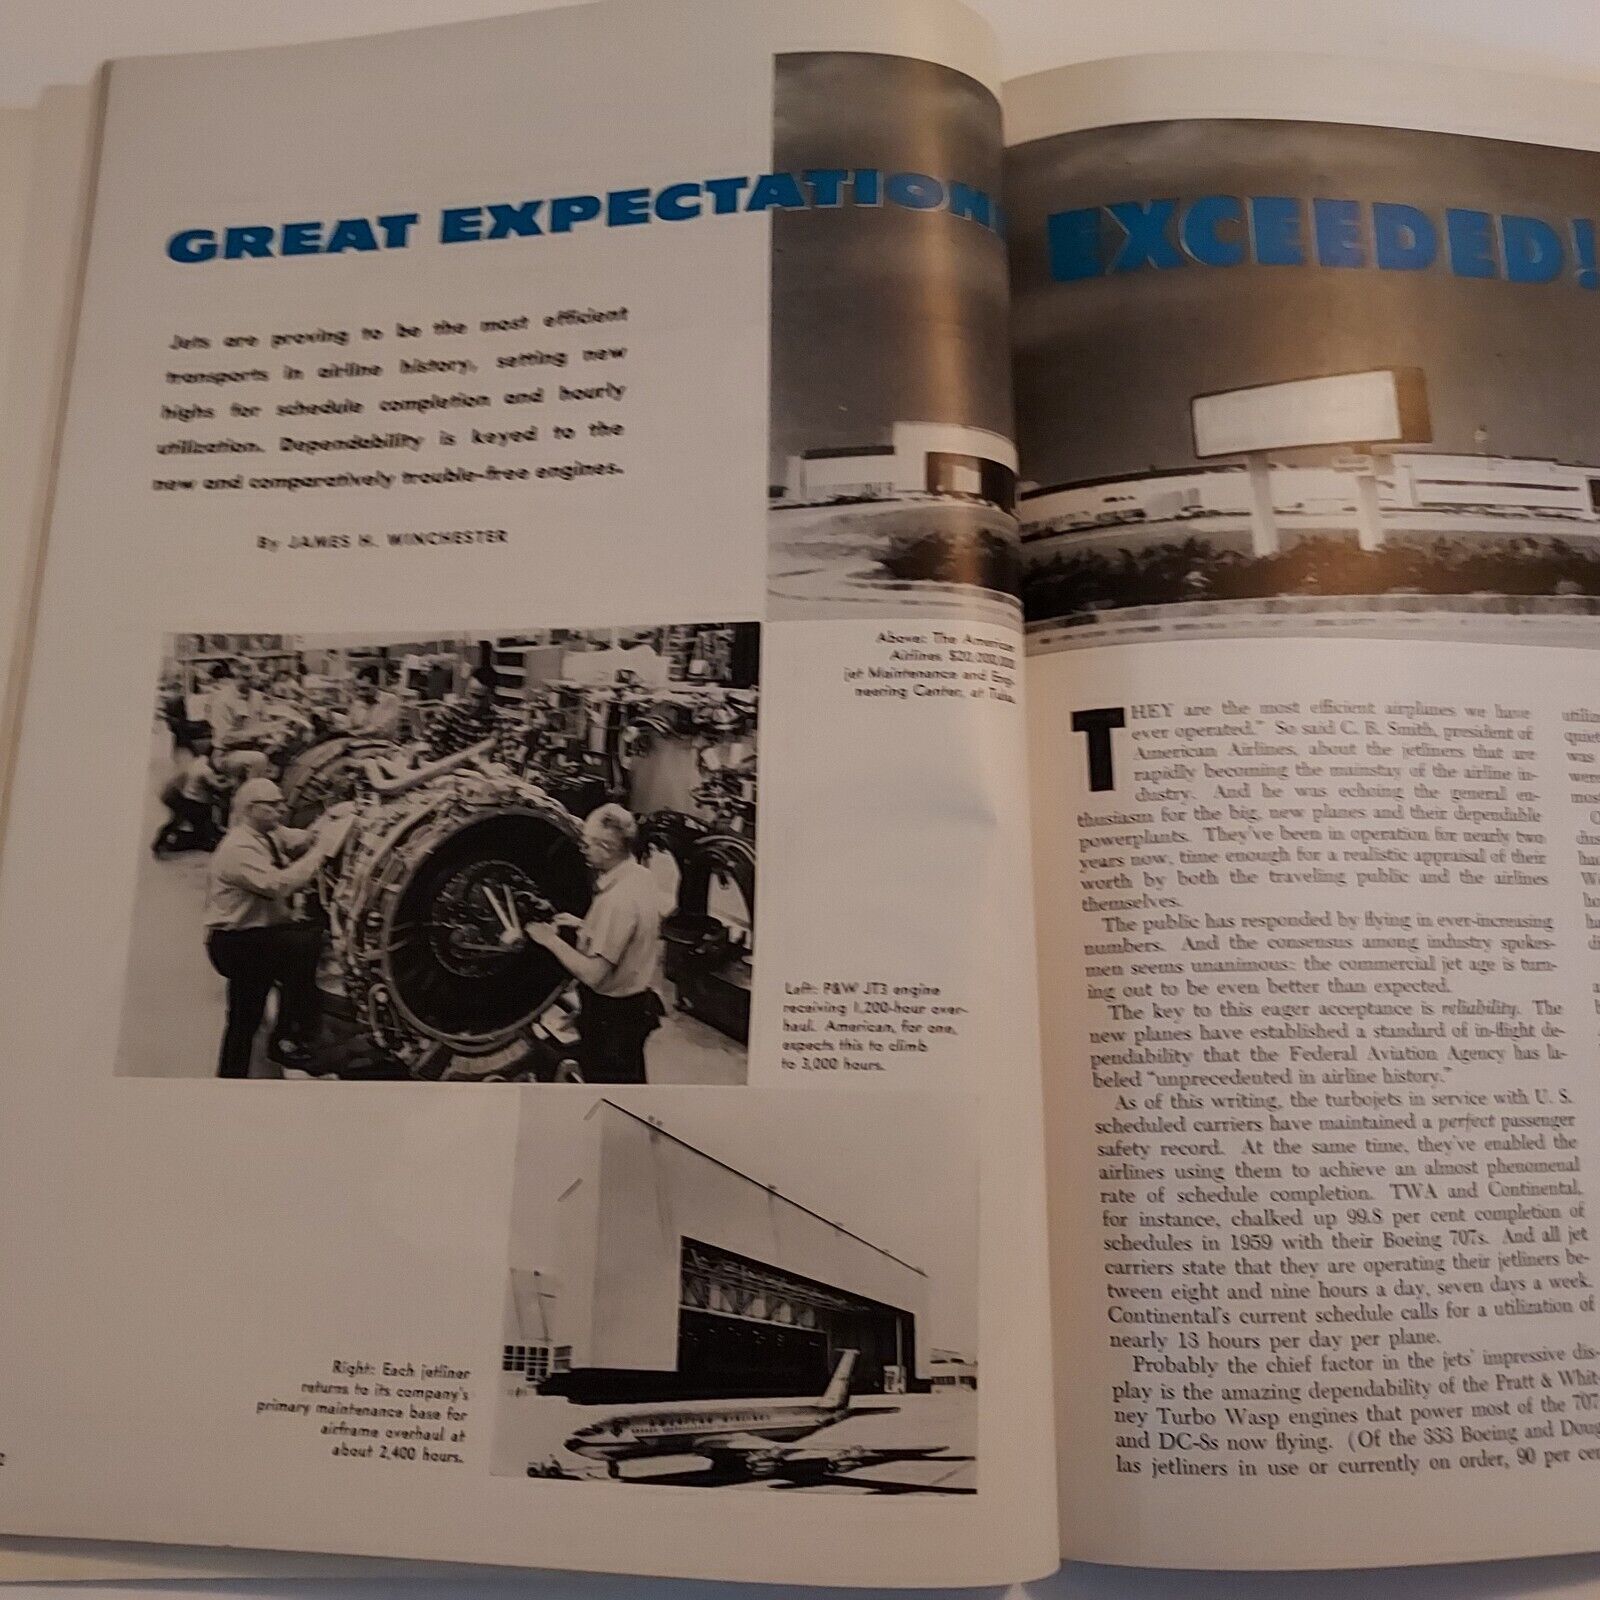 GREAT EXPECTATION EXCEEDED!
Jets are proving to be the most efficient
transports in airline history, setting new
highs for schedule completion and hourly
utilization. Dependability is keyed to the
new and comparatively trouble-free engines.
By JAMES H. WINCHESTER
Above: The American
Airlines, $20,000,000
jet Maintenance and Engi-
neering Center, at Tulsa.
Left: P&W JT3 engine
receiving 1,200-hour over-
haul. American, for one,
expects this to climb
to 3,000 hours.
Right: Each jetliner
returns to its company's
primary maintenance base for
airframe overhaul at
about 2,400 hours.
AMERICAN AIRLINES
2
THEY are the most efficient airplanes we have
ever operated." So said C. R. Smith, president of
American Airlines, about the jetliners that are
rapidly becoming the mainstay of the airline in-
dustry. And he was echoing the general en-
thusiasm for the big, new planes and their dependable
powerplants. They've been in operation for nearly two
years now, time enough for a realistic appraisal of their
worth by both the traveling public and the airlines
themselves.
The public has responded by flying in ever-increasing
numbers. And the consensus among industry spokes-
men seems unanimous: the commercial jet age is turn-
ing out to be even better than expected.
The key to this eager acceptance is reliability. The
new planes have established a standard of in-flight de-
pendability that the Federal Aviation Agency has la-
beled "unprecedented in airline history."
As of this writing, the turbojets in service with U. S.
scheduled carriers have maintained a perfect passenger
safety record. At the same time, they've enabled the
airlines using them to achieve an almost phenomenal
rate of schedule completion. TWA and Continental,
for instance, chalked up 99.8 per cent completion of
schedules in 1959 with their Boeing 707s. And all jet
carriers state that they are operating their jetliners be-
tween eight and nine hours a day, seven days a week.
Continental's current schedule calls for a utilization of
nearly 13 hours per day per plane.
Probably the chief factor in the jets' impressive dis-
play is the amazing dependability of the Pratt & Whit-
ney Turbo Wasp engines that power most of the 707
and DC-8s now flying. (Of the 333 Boeing and Doug
las jetliners in use or currently on order, 90 per cen
utiliz
quiet
was
were
most